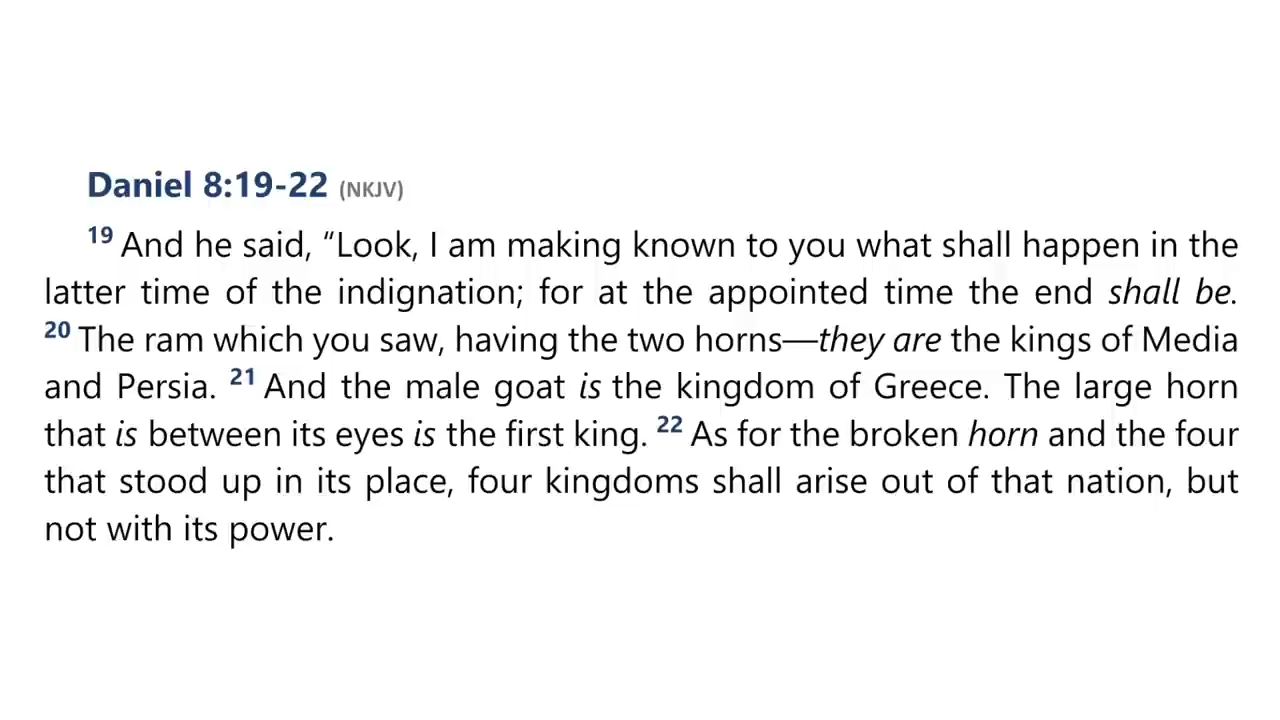 Daniel 8:19-22 (NKJV)
19 And he said, “Look, I am making known to you what shall happen in the
latter time of the indignation; for at the appointed time the end shall be.
20 The ram which you saw, having the two horns—they are the kings of Media
and Persia. 21 And the male goat is the kingdom of Greece. The large horn
that is between its eyes is the first king. 22 As for the broken horn and the four
that stood up in its place, four kingdoms shall arise out of that nation, but
not with its power.